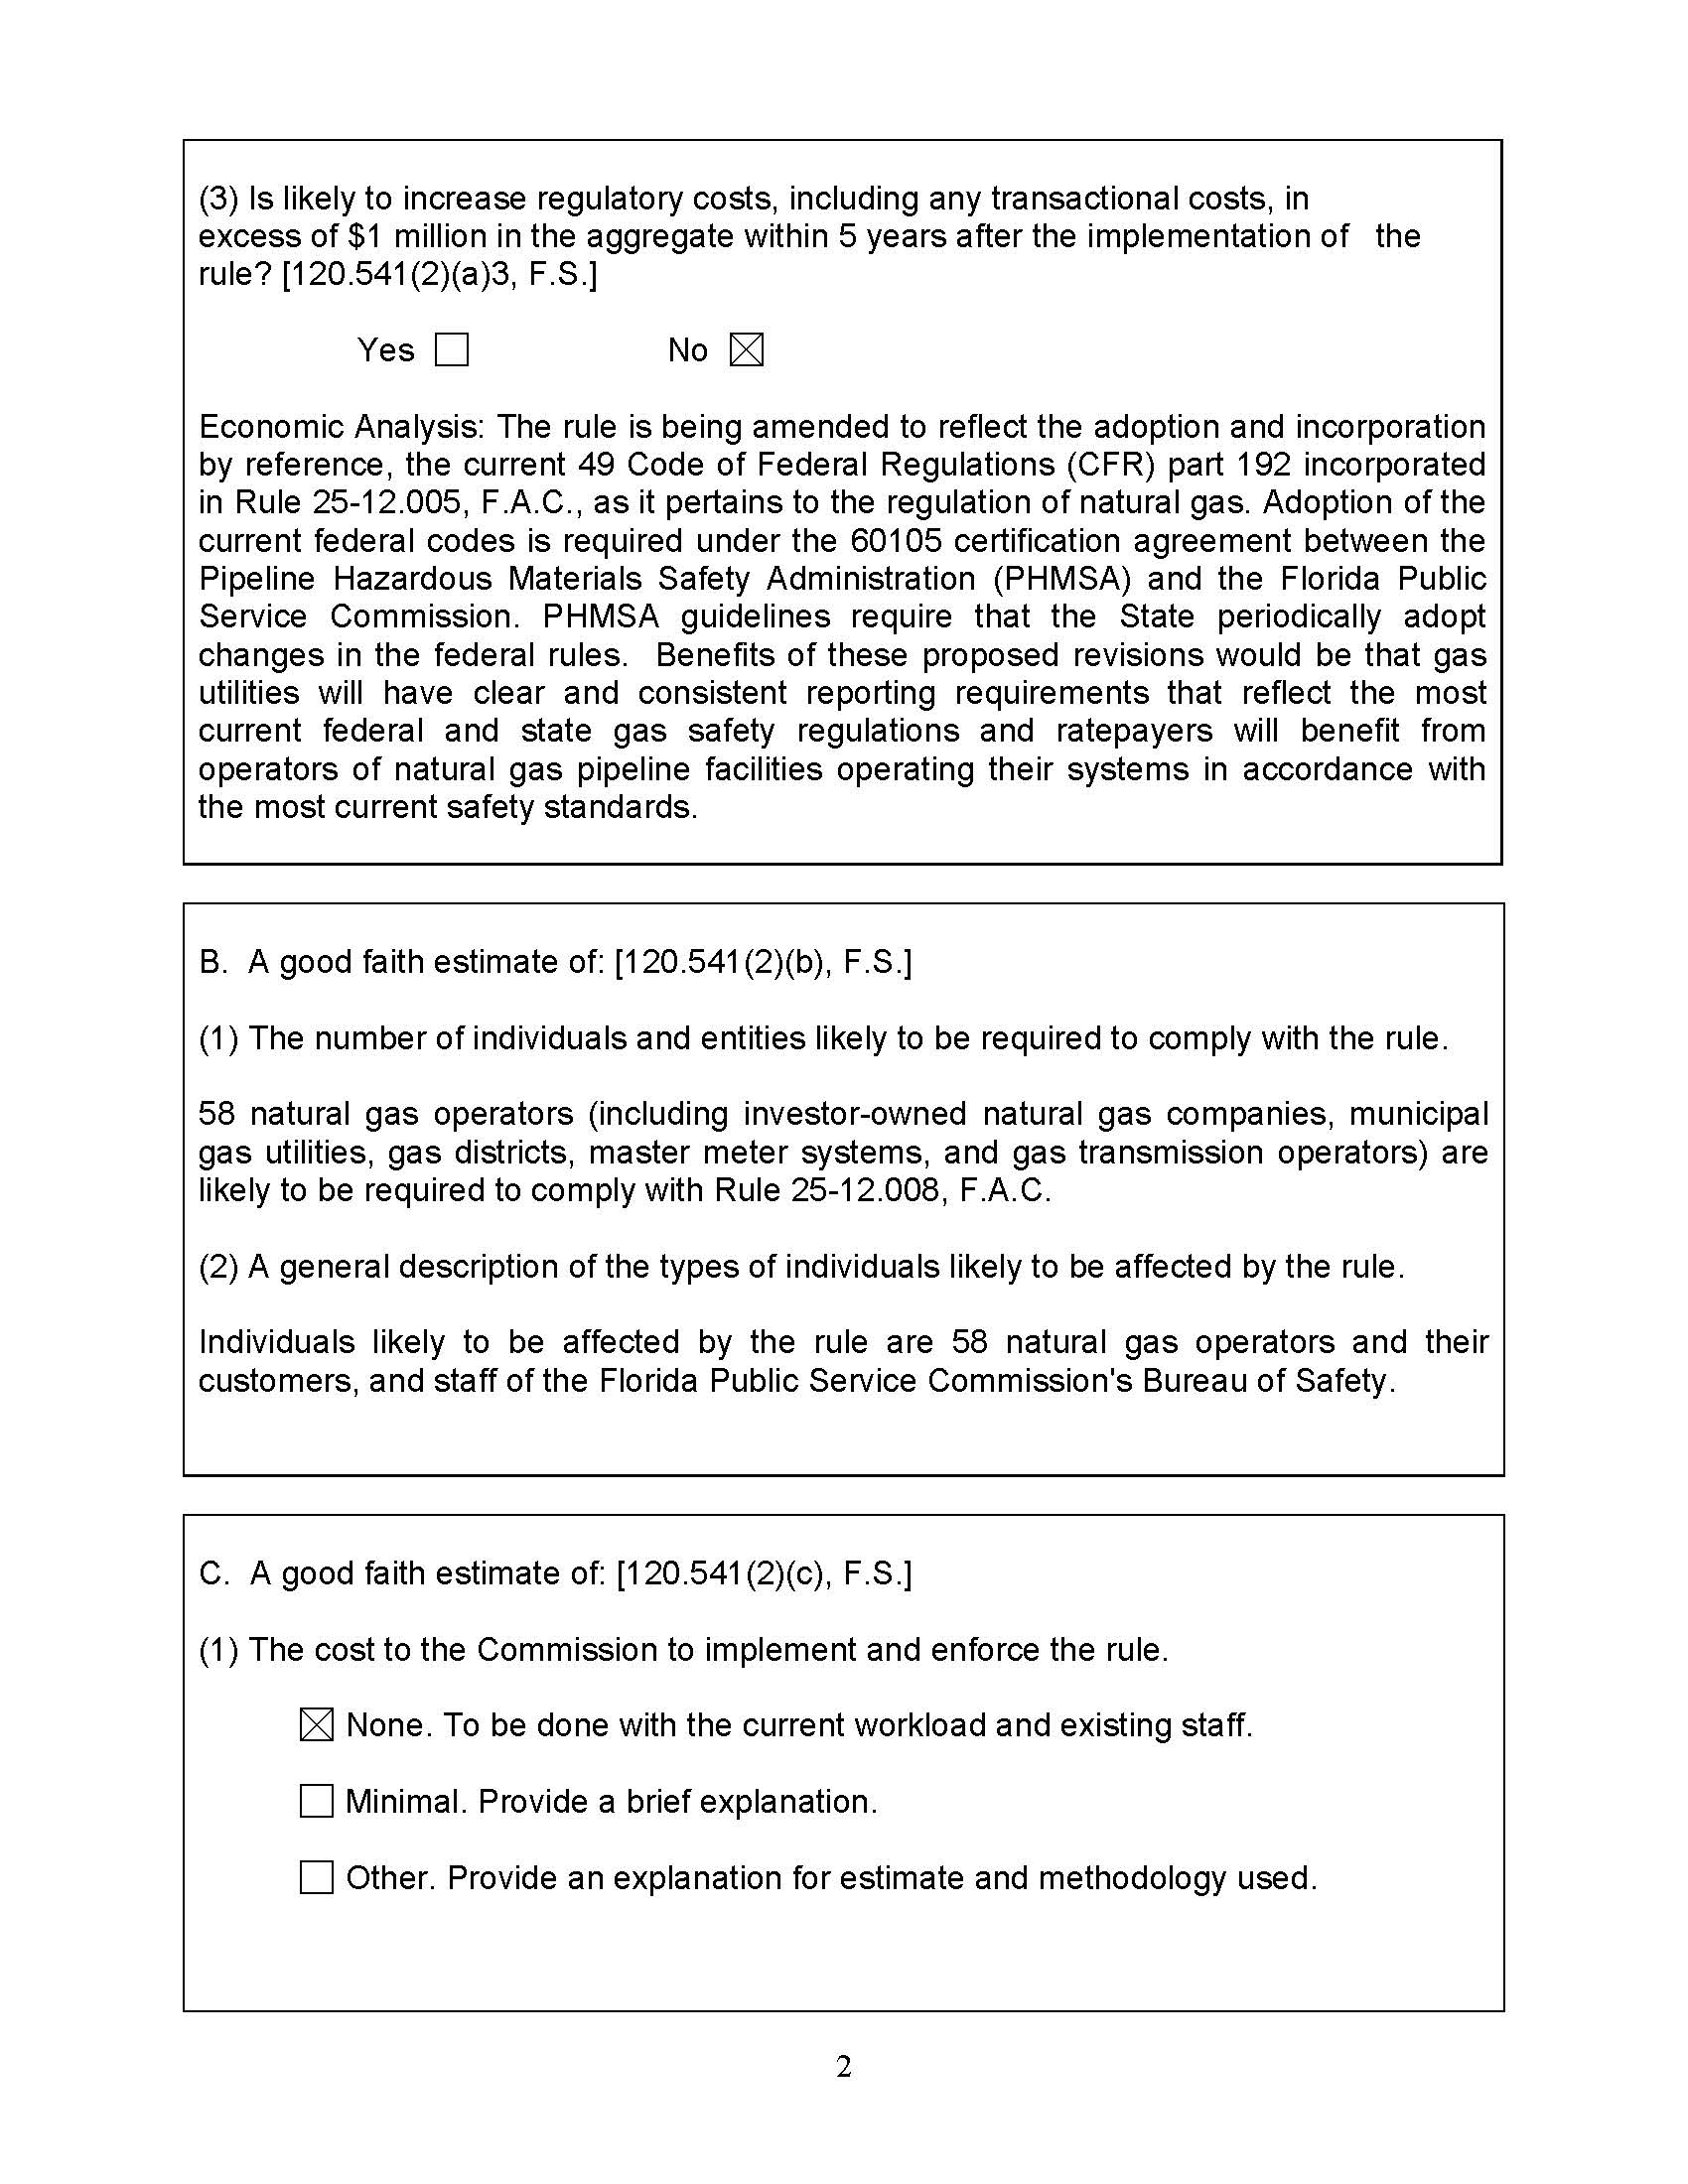 (3) Is likely to increase regulatory costs, including any transactional costs, in
excess of $1 million in the aggregate within 5 years after the implementation of   the
rule? [120.541(2)(a)3, F.S.]
Yes ☐ No ☒
Economic Analysis: The rule is being amended to reflect the adoption and incorporation
by reference, the current 49 Code of Federal Regulations (CFR) part 192 incorporated
in Rule 25-12.005, F.A.C., as it pertains to the regulation of natural gas. Adoption of the
current federal codes is required under the 60105 certification agreement between the
Pipeline Hazardous Materials Safety Administration (PHMSA) and the Florida Public
Service Commission. PHMSA guidelines require that the State periodically adopt
changes in the federal rules.  Benefits of these proposed revisions would be that gas
utilities will have clear and consistent reporting requirements that reflect the most
current federal and state gas safety regulations and ratepayers will benefit from
operators of natural gas pipeline facilities operating their systems in accordance with
the most current safety standards.
B.  A good faith estimate of: [120.541(2)(b), F.S.]
(1) The number of individuals and entities likely to be required to comply with the rule.
58 natural gas operators (including investor-owned natural gas companies, municipal
gas utilities, gas districts, master meter systems, and gas transmission operators) are
likely to be required to comply with Rule 25-12.008, F.A.C.
(2) A general description of the types of individuals likely to be affected by the rule.
Individuals likely to be affected by the rule are 58 natural gas operators and their
customers, and staff of the Florida Public Service Commission's Bureau of Safety.
C.  A good faith estimate of: [120.541(2)(c), F.S.]
(1) The cost to the Commission to implement and enforce the rule.
☒ None. To be done with the current workload and existing staff.
☐ Minimal. Provide a brief explanation.
☐ Other. Provide an explanation for estimate and methodology used.
2